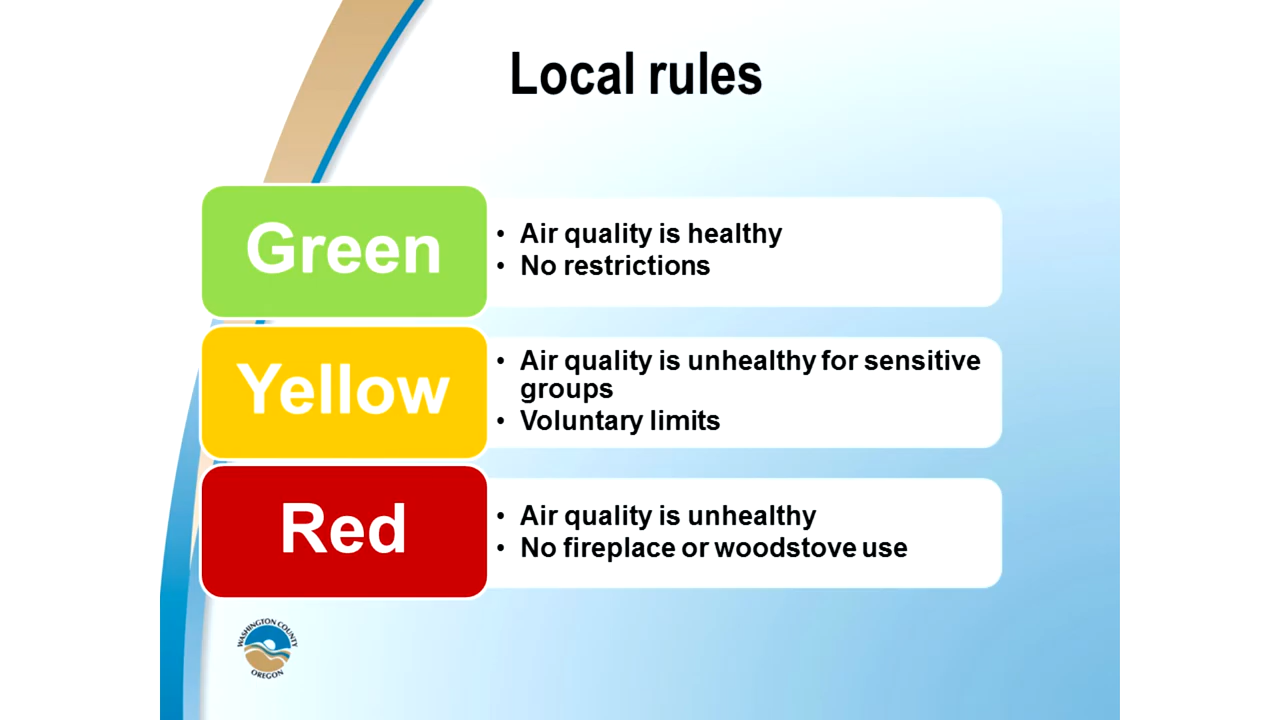 Local rules
Green
• Air quality is healthy
• No restrictions
Yellow
• Air quality is unhealthy for sensitive
groups
• Voluntary limits
Red
• Air quality is unhealthy
• No fireplace or woodstove use
WASHINGTON COUNTY
OREGON